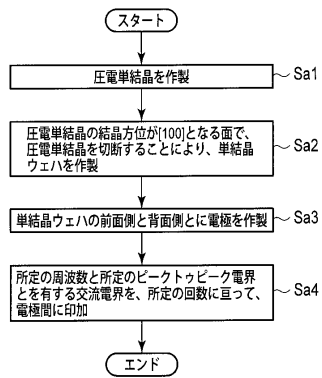 スタート
圧電単結晶を作製
Sa1
圧電単結晶の結晶方位が[100]となる面で、
圧電単結晶を切断することにより、単結晶
ウェハを作製
Sa2
単結晶ウェハの前面側と背面側とに電極を作製
Sa3
所定の周波数と所定のピークトゥピーク電界
とを有する交流電界を、所定の回数に亘って、
電極間に印加
Sa4
エンド